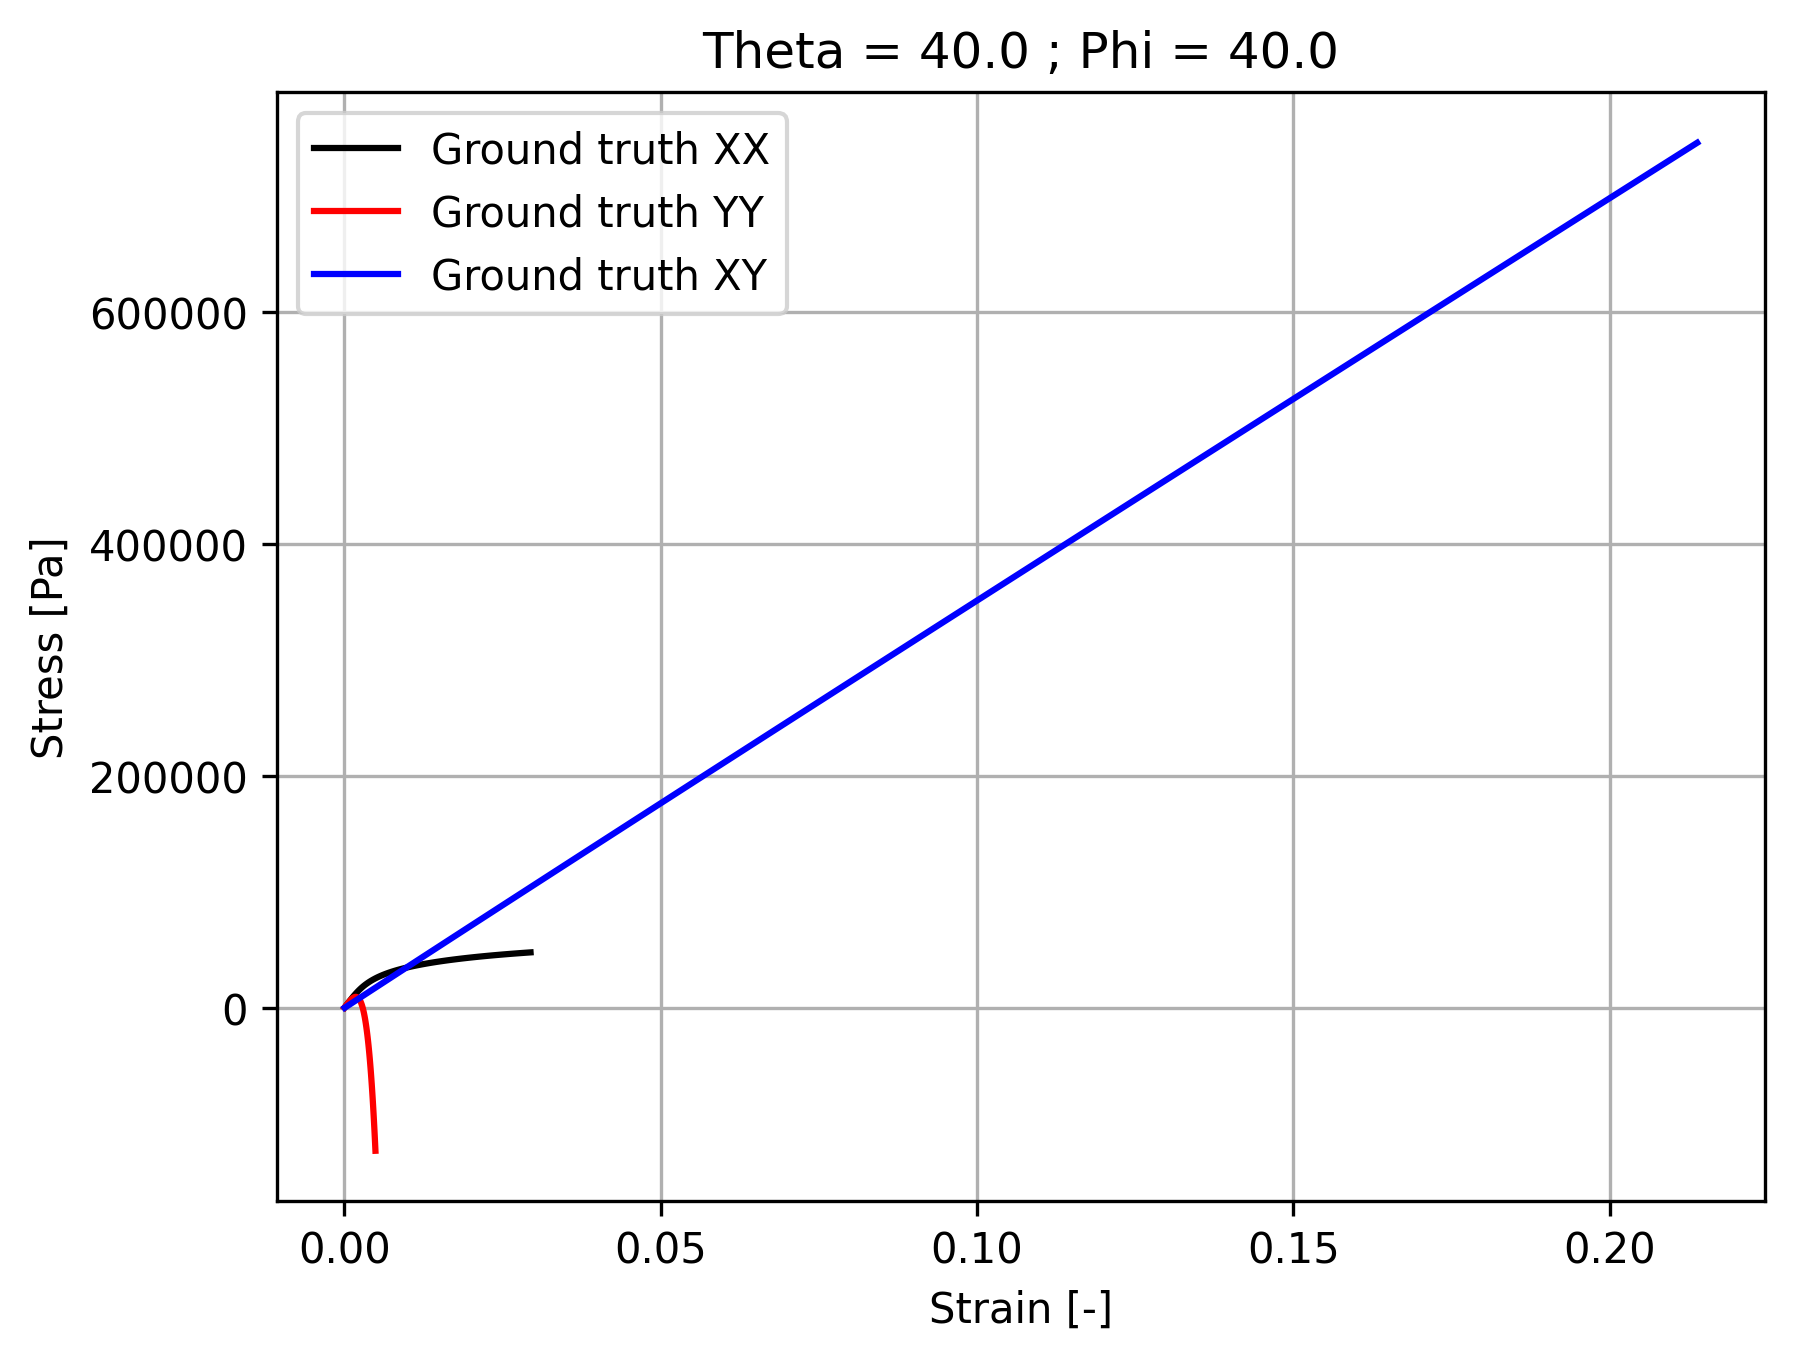 Theta = 40.0 ; Phi = 40.0
Ground truth XX
Ground truth YY
Ground truth XY
600000
400000
200000
0
Stress [Pa]
0.00 0.05 0.10 0.15 0.20
Strain [-]